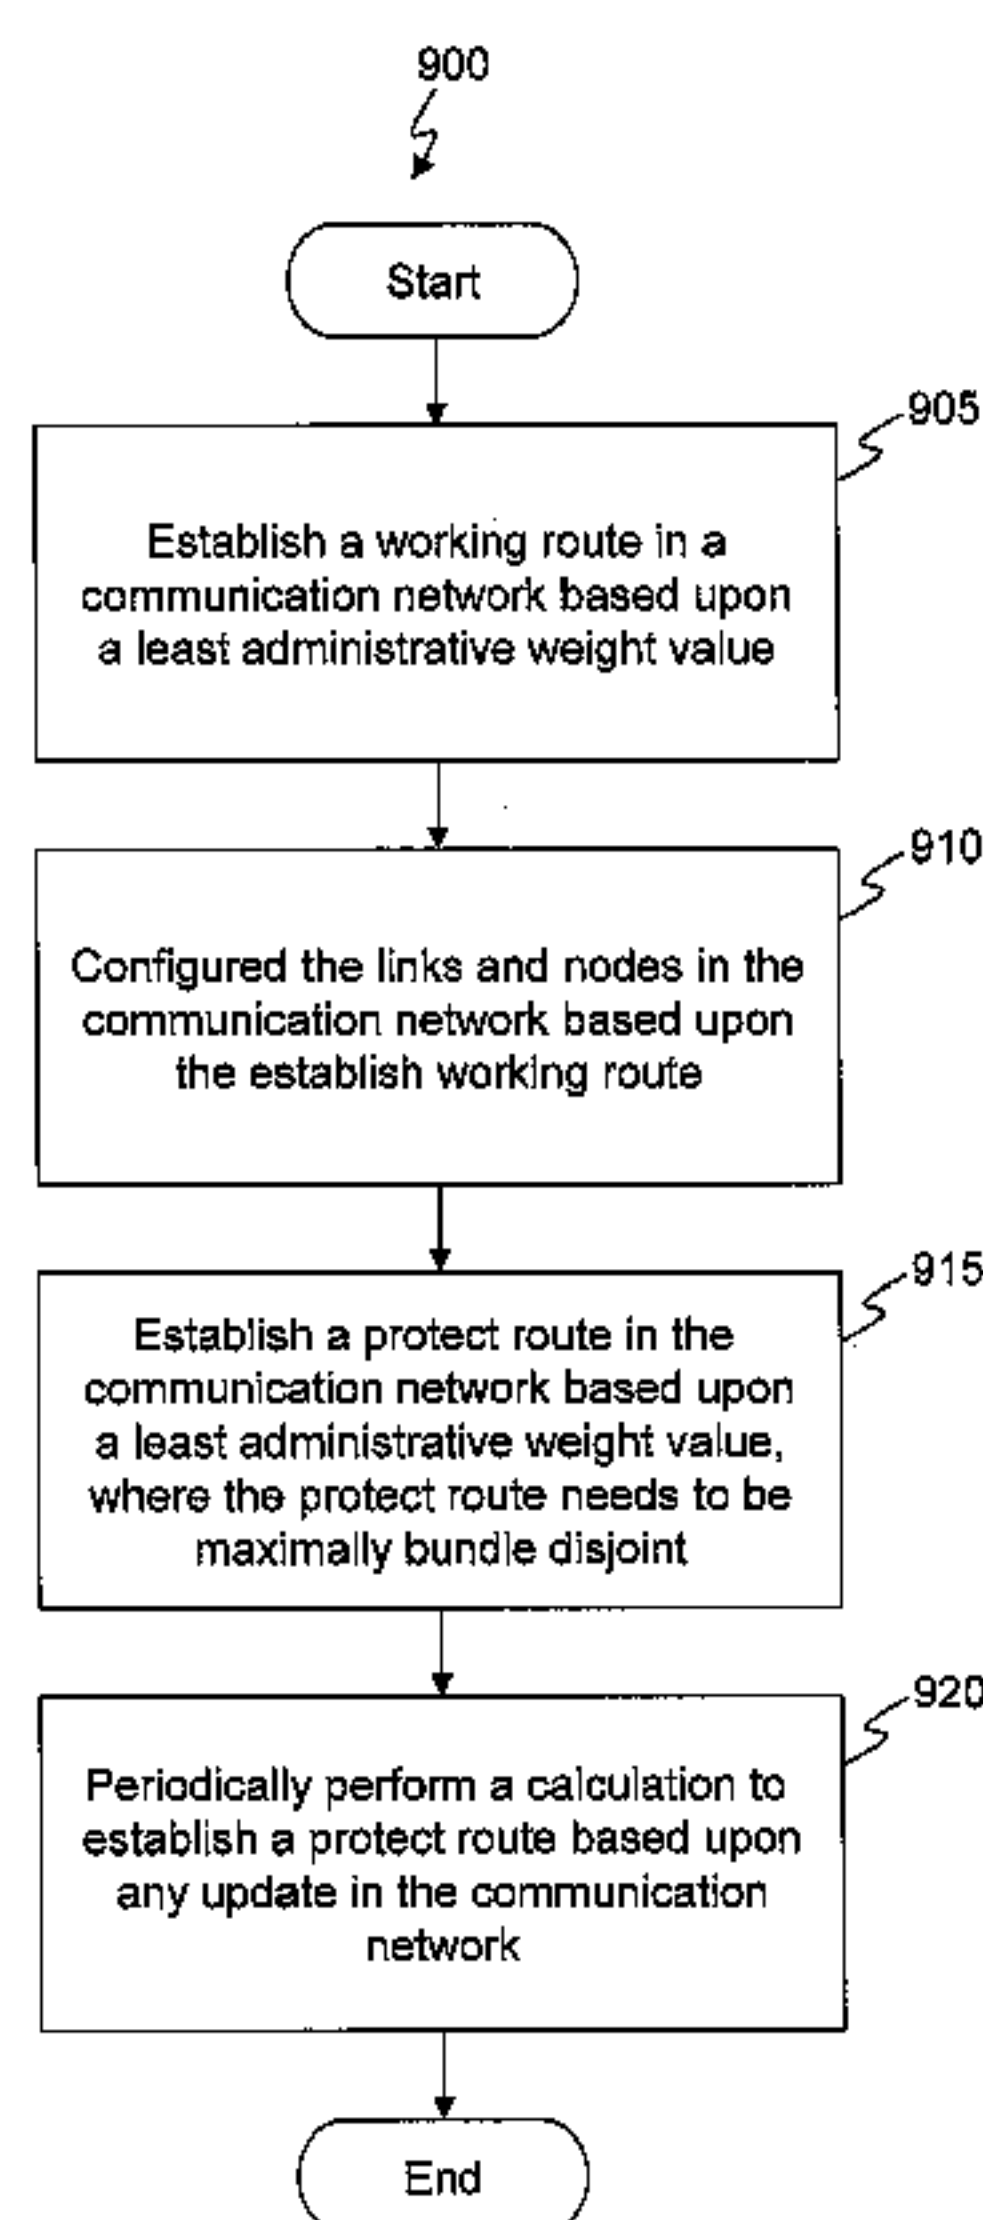 900
Start
905
Establish a working route in a
communication network based upon
a least administrative weight value
910
Configured the links and nodes in the
communication network based upon
the establish working route
915
Establish a protect route in the
communication network based upon
a least administrative weight value,
where the protect route needs to be
maximally bundle disjoint
920
Periodically perform a calculation to
establish a protect route based upon
any update in the communication
network
End